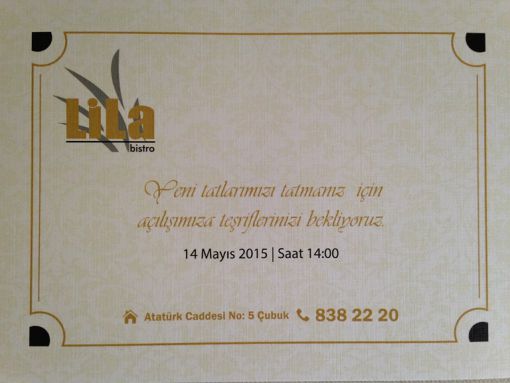 LiLa
bistro
Yeni tatlarımızı tatmanız için
açılışımıza teşriflerinizi bekliyoruz.
14 Mayıs 2015 | Saat 14:00
Atatürk Caddesi No: 5 Çubuk 838 22 20